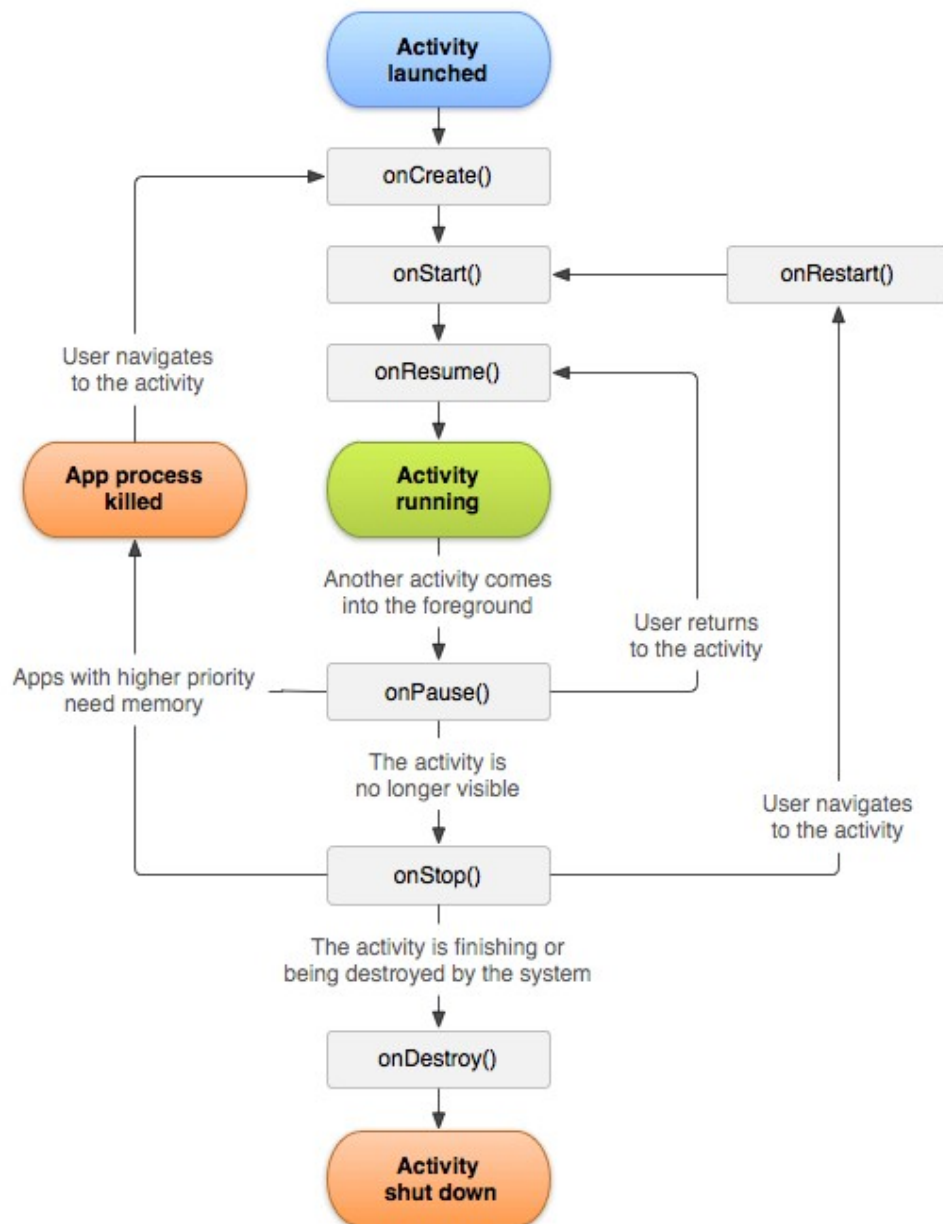 Activity
launched
onCreate()
onStart()
onRestart()
User navigates
to the activity
onResume()
App process
killed
Activity
running
Another activity comes
into the foreground
User returns
to the activity
Apps with higher priority
need memory
onPause()
The activity is
no longer visible
User navigates
to the activity
onStop()
The activity is finishing or
being destroyed by the system
onDestroy()
Activity
shut down